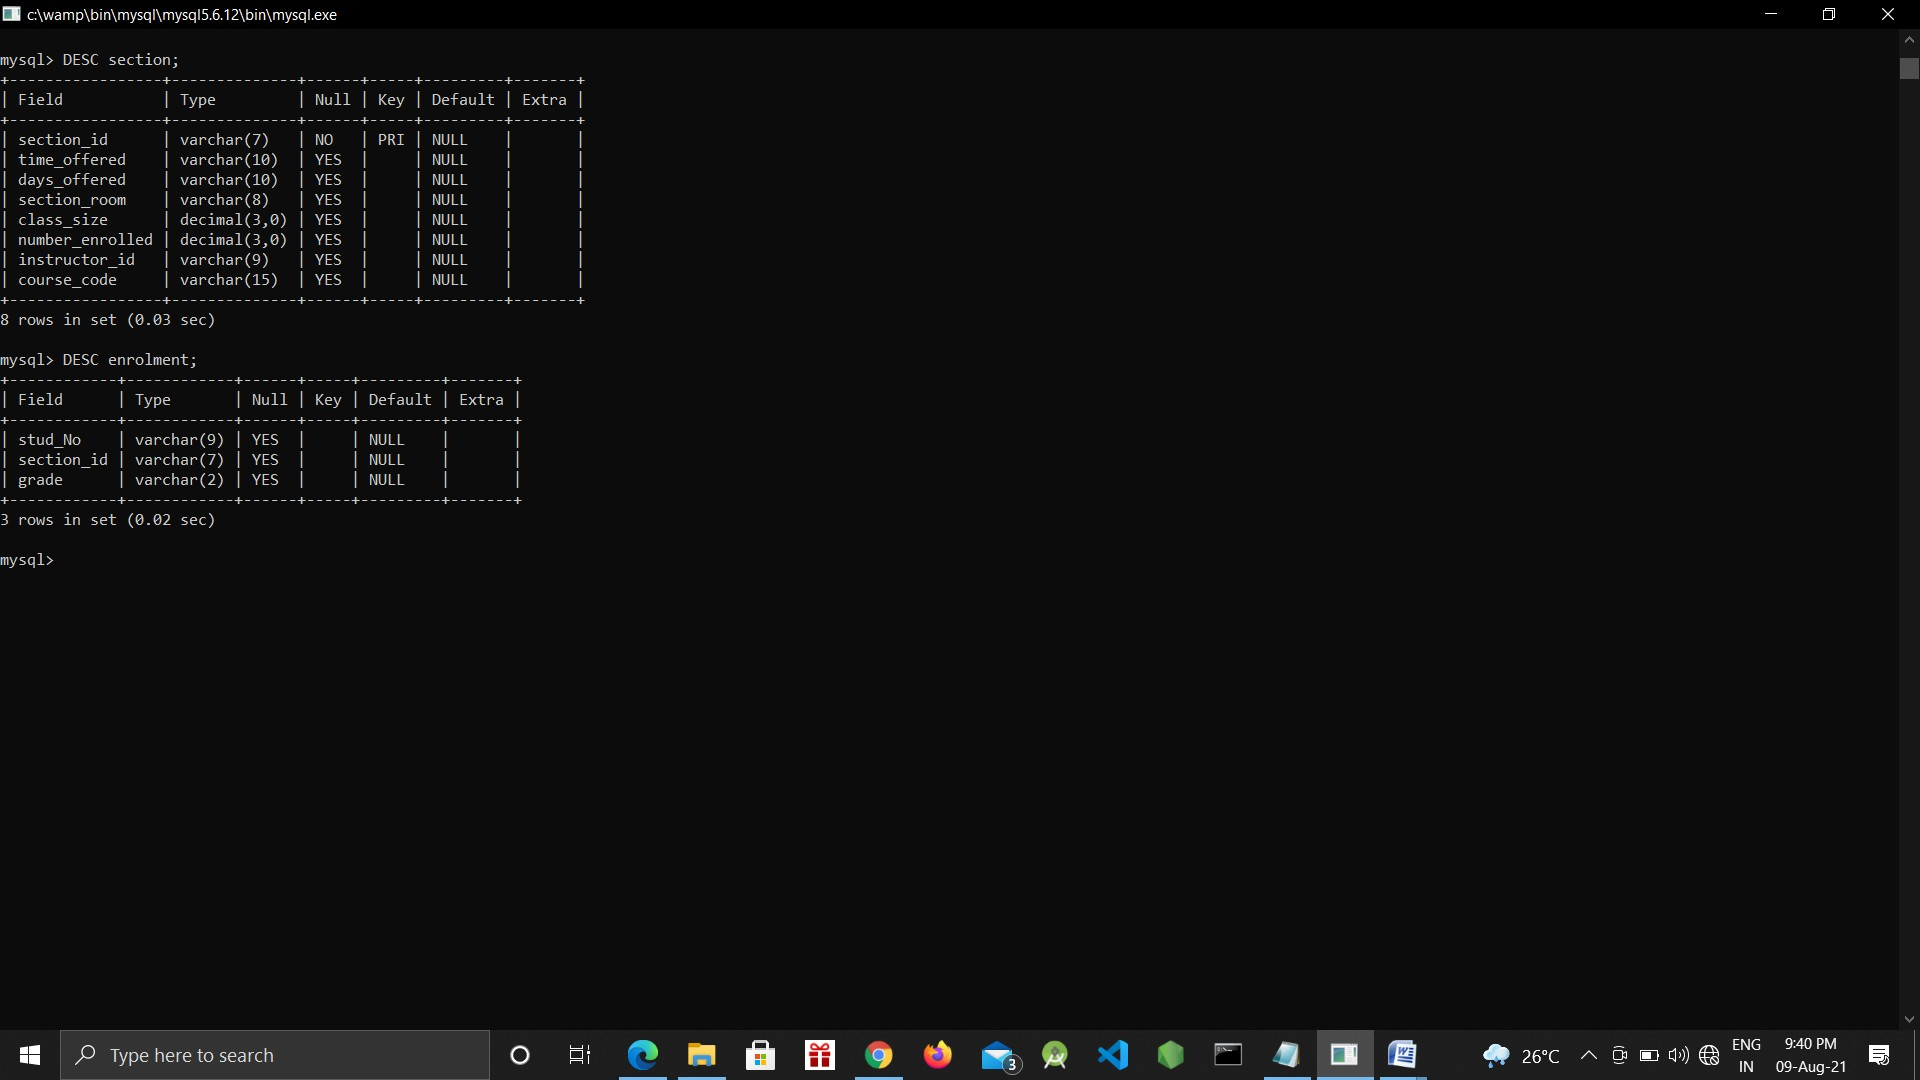 c:\wamp\bin\mysql\mysql5.6.12\bin\mysql.exe
mysql> DESC section;
+-----------------+--------------+------+-----+---------+-------+
| Field           | Type         | Null | Key | Default | Extra |
+-----------------+--------------+------+-----+---------+-------+
| section_id      | varchar(7)   | NO   | PRI | NULL    |       |
| time_offered    | varchar(10)  | YES  |     | NULL    |       |
| days_offered    | varchar(10)  | YES  |     | NULL    |       |
| section_room    | varchar(8)   | YES  |     | NULL    |       |
| class_size      | decimal(3,0) | YES  |     | NULL    |       |
| number_enrolled | decimal(3,0) | YES  |     | NULL    |       |
| instructor_id   | varchar(9)   | YES  |     | NULL    |       |
| course_code     | varchar(15)  | YES  |     | NULL    |       |
+-----------------+--------------+------+-----+---------+-------+
8 rows in set (0.03 sec)
mysql> DESC enrolment;
+------------+------------+------+-----+---------+-------+
| Field      | Type       | Null | Key | Default | Extra |
+------------+------------+------+-----+---------+-------+
| stud_No    | varchar(9) | YES  |     | NULL    |       |
| section_id | varchar(7) | YES  |     | NULL    |       |
| grade      | varchar(2) | YES  |     | NULL    |       |
+------------+------------+------+-----+---------+-------+
3 rows in set (0.02 sec)
mysql>
Type here to search
3
26°C
ENG
IN
9:40 PM
09-Aug-21